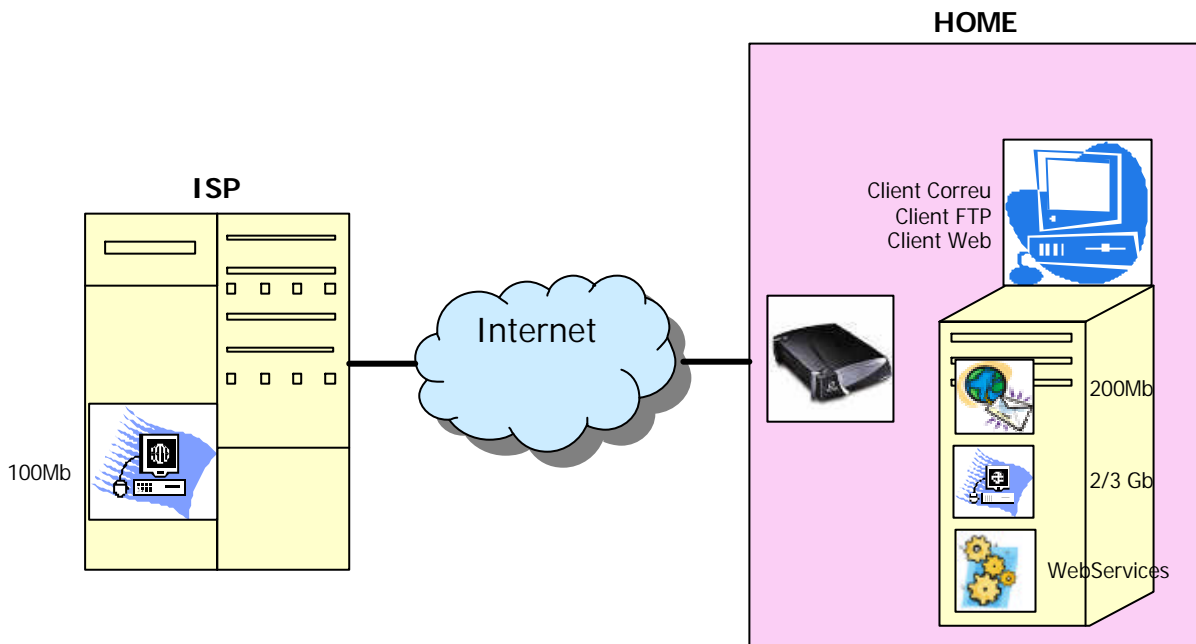 HOME
ISP
Client Correu
Client FTP
Client Web
Internet
200Mb
100Mb
2/3 Gb
WebServices